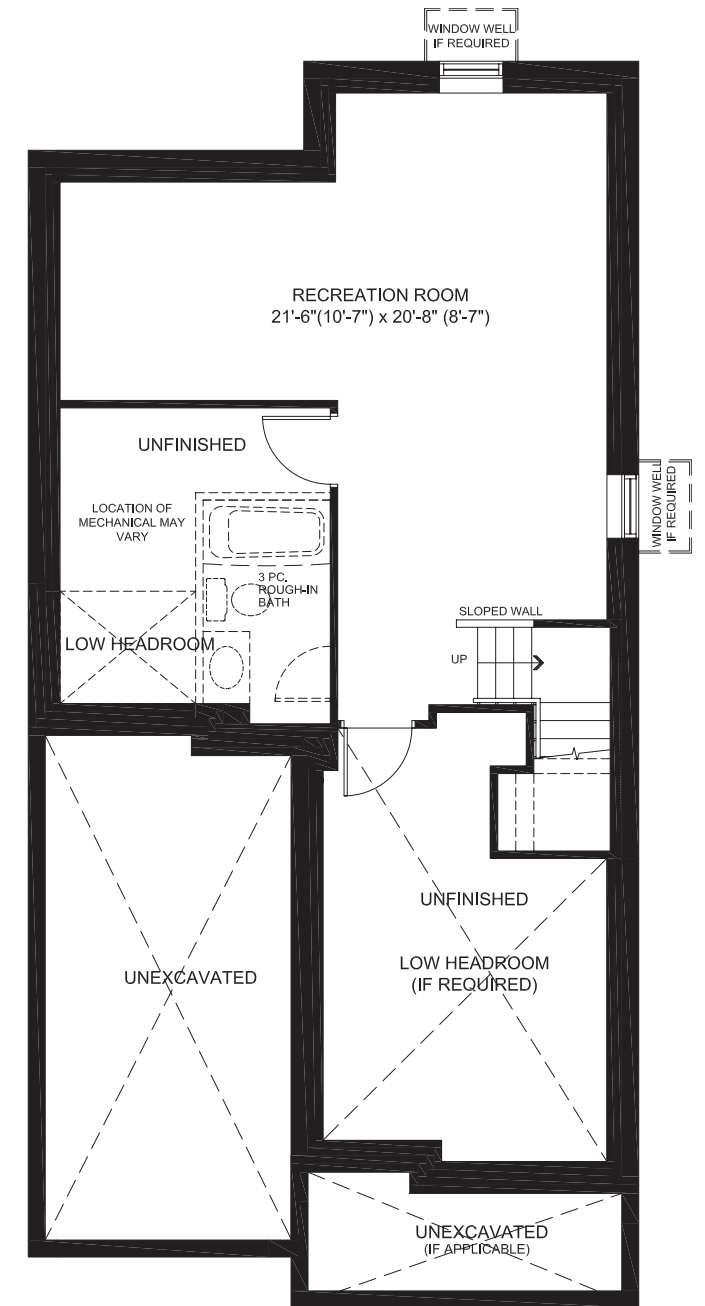 WINDOW WELL
IF REQUIRED
RECREATION ROOM
21'-6"(10'-7") x 20'-8" (8'-7")
UNFINISHED
WINDOW WELL
IF REQUIRED
LOCATION OF
MECHANICAL MAY
VARY
3 PC.
ROUGH-IN
BATH
SLOPED WALL
LOW HEADROOM
UP
UNFINISHED
LOW HEADROOM
(IF REQUIRED)
UNEXCAVATED
UNEXCAVATED
(IF APPLICABLE)